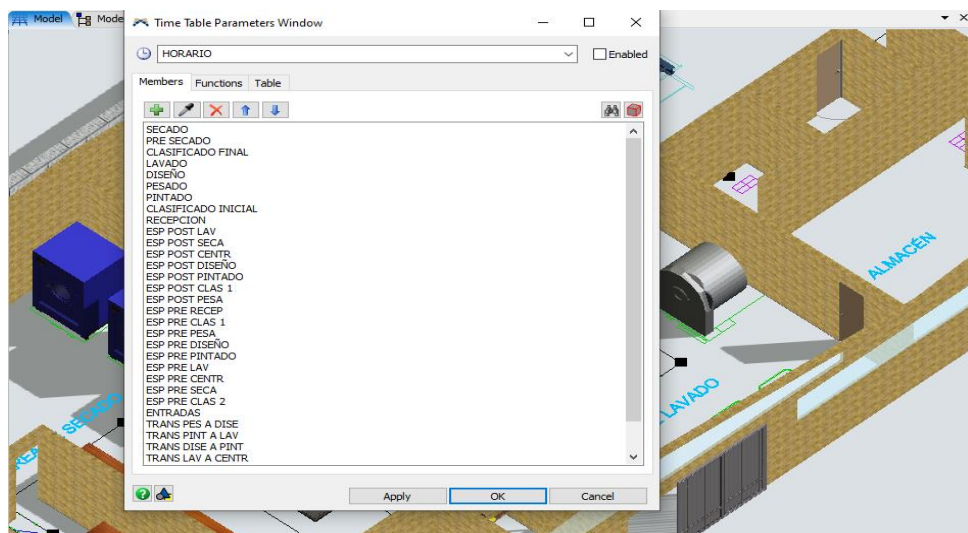 Model
Mode
Time Table Parameters Window
HORARIO
Enabled
Members
Functions
Table
SECADO
PRE SECADO
CLASIFICADO FINAL
LAVADO
DISEÑO
PESADO
PINTADO
CLASIFICADO INICIAL
RECEPCION
ESP POST LAV
ESP POST SECA
ESP POST CENTR
ESP POST DISEÑO
ESP POST PINTADO
ESP POST CLAS 1
ESP POST PESA
ESP PRE RECEP
ESP PRE CLAS 1
ESP PRE PESA
ESP PRE DISEÑO
ESP PRE PINTADO
ESP PRE LAV
ESP PRE CENTR
ESP PRE SECA
ESP PRE CLAS 2
ENTRADAS
TRANS PES A DISE
TRANS PINT A LAV
TRANS DISE A PINT
TRANS LAV A CENTR
Apply
OK
Cancel
ALMACÉN
LAVADO
SECADO